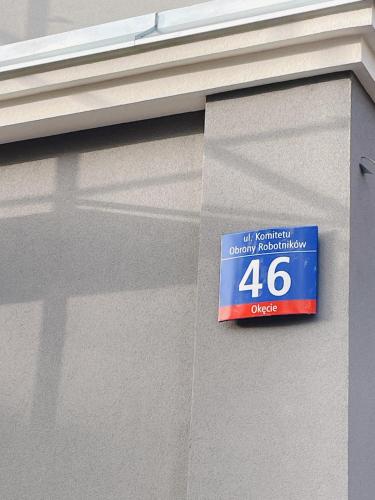 ul. Komitetu
Obrony Robotników
46
Okęcie